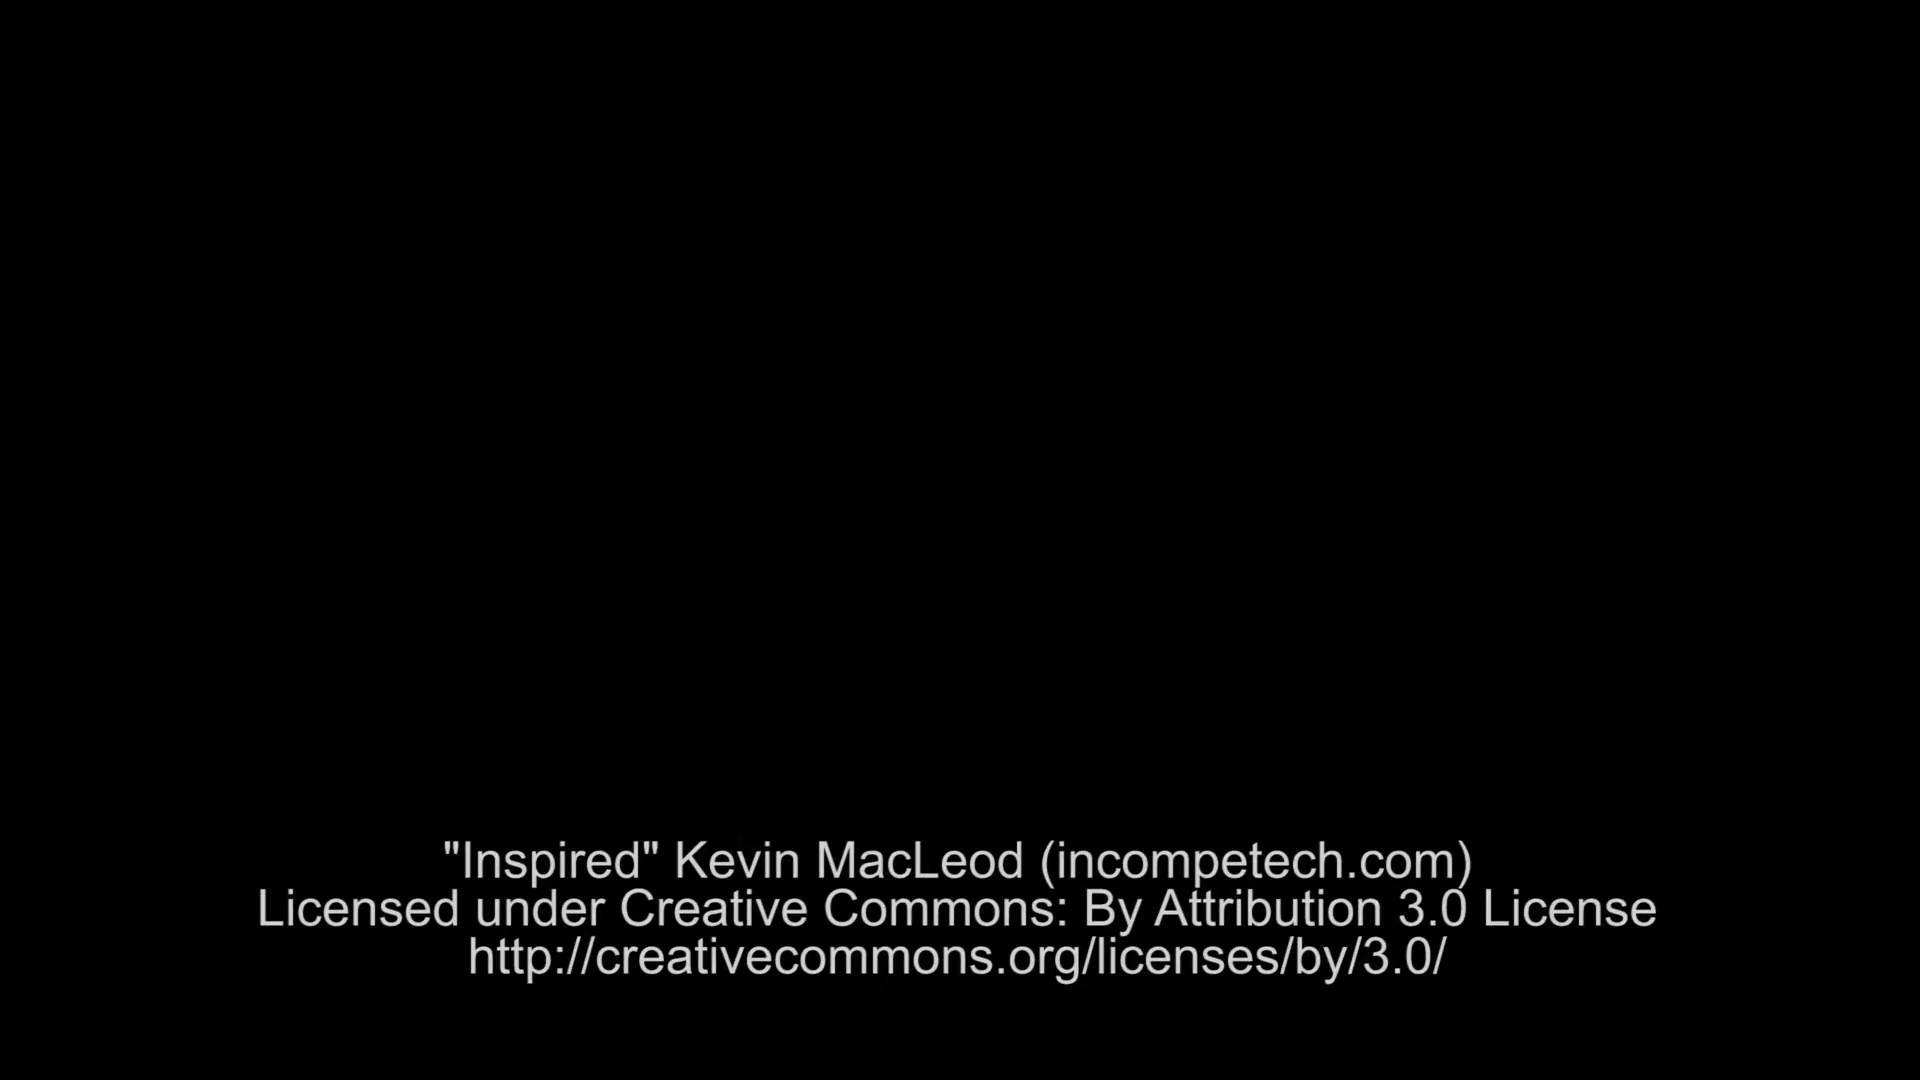 "Inspired" Kevin MacLeod (incompetech.com)
Licensed under Creative Commons: By Attribution 3.0 License
http://creativecommons.org/licenses/by/3.0/